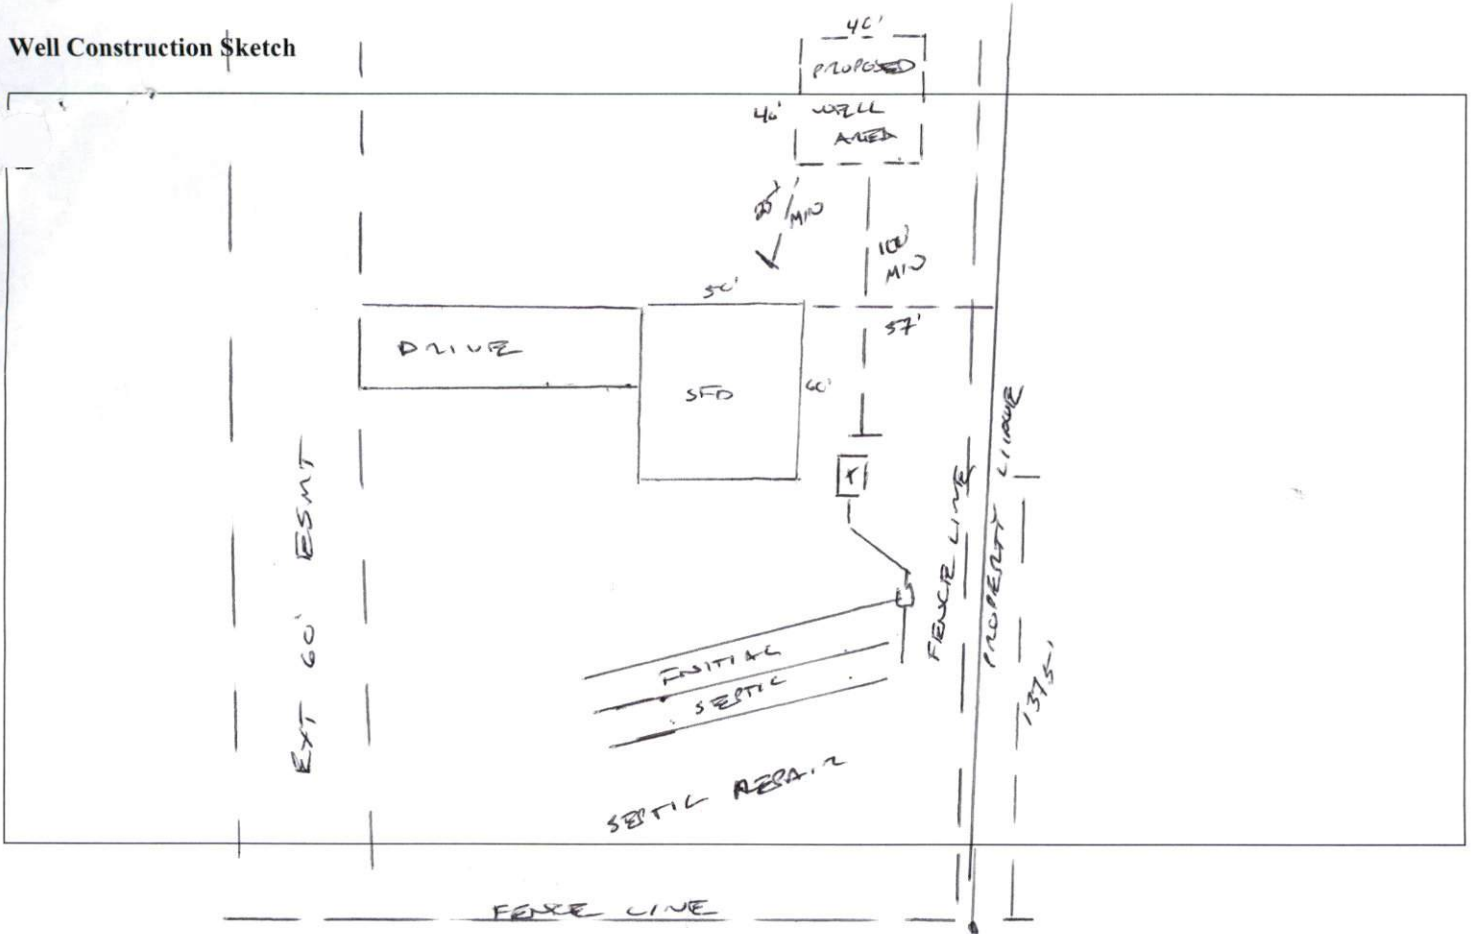 Well Construction Sketch
40'
PROPOSED
40' WELL
AREA
25'
MIN
100'
MIN
50'
57'
DRIVE
SFD
60'
EXT 60' ESMT
T
FENCE LINE
PROPERTY LINE
INITIAL
SEPTIC
SEPTIC REPAIR
FENCE LINE